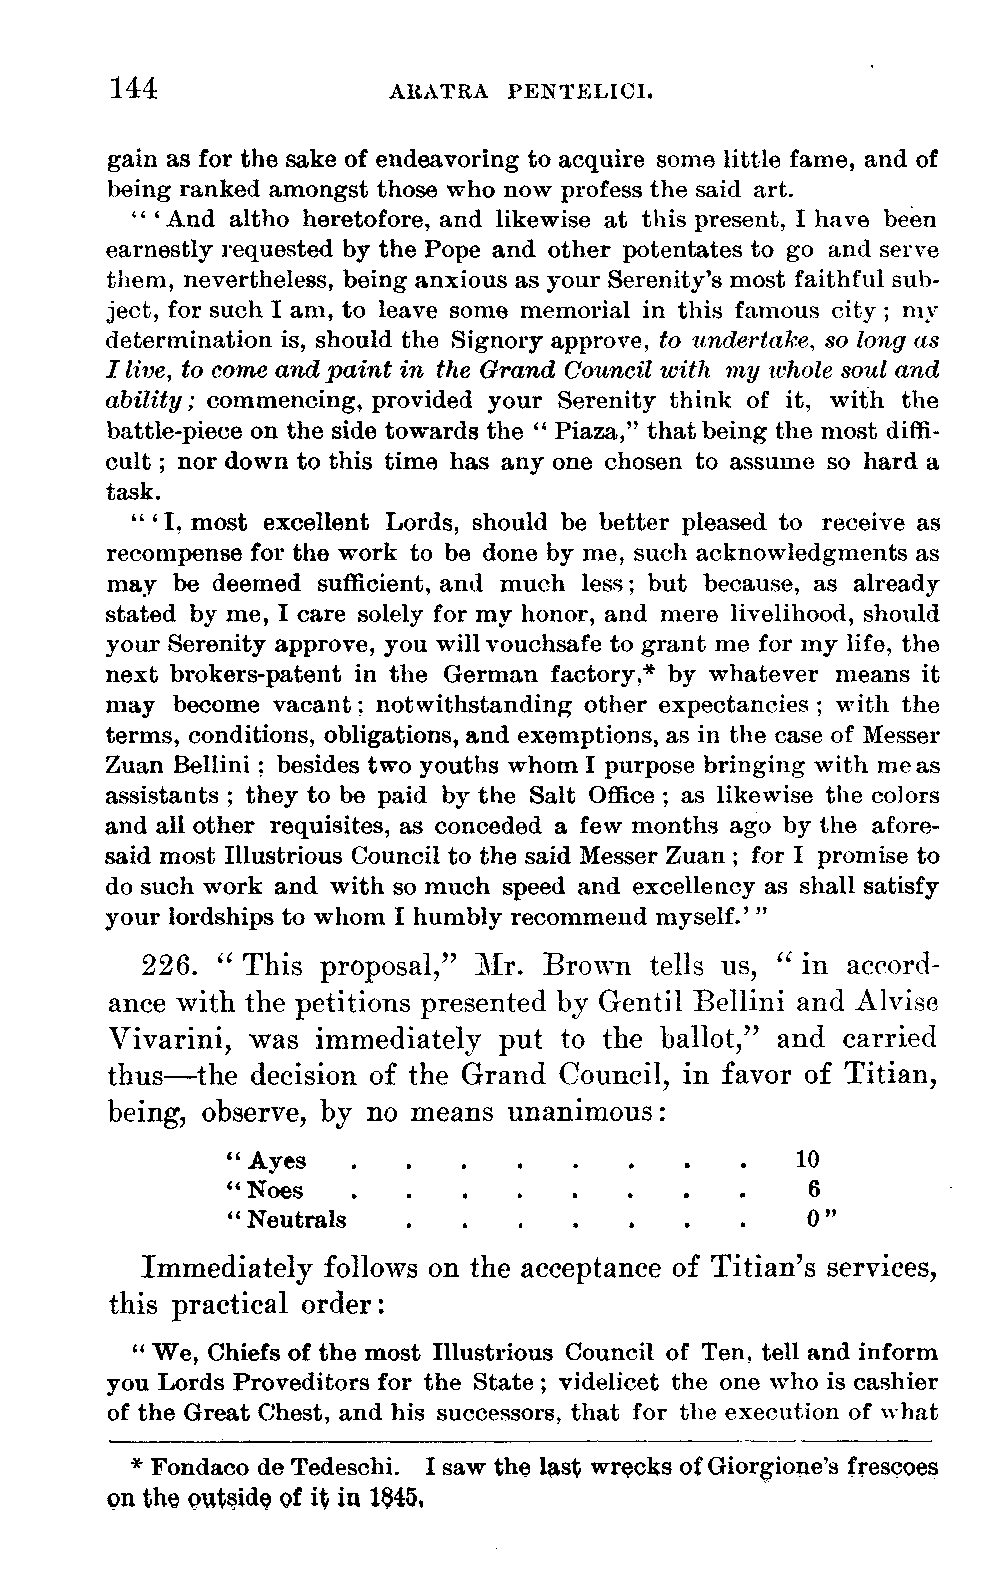 144 ARATRA PENTELICI.
gain as for the sake of endeavoring to acquire some little fame, and of
being ranked amongst those who now profess the said art.
“ ‘ And altho heretofore, and likewise at this present, I have been
earnestly requested by the Pope and other potentates to go and serve
them, nevertheless, being anxious as your Serenity’s most faithful sub-
ject, for such I am, to leave some memorial in this famous city ; my
determination is, should the Signory approve, to undertake, so long as
I live, to come and paint in the Grand Council with my whole soul and
ability ; commencing, provided your Serenity think of it, with the
battle-piece on the side towards the “ Piaza,” that being the most diffi-
cult ; nor down to this time has any one chosen to assume so hard a
task.
“ ‘ I, most excellent Lords, should be better pleased to receive as
recompense for the work to be done by me, such acknowledgments as
may be deemed sufficient, and much less ; but because, as already
stated by me, I care solely for my honor, and mere livelihood, should
your Serenity approve, you will vouchsafe to grant me for my life, the
next brokers-patent in the German factory,* by whatever means it
may become vacant ; notwithstanding other expectancies ; with the
terms, conditions, obligations, and exemptions, as in the case of Messer
Zuan Bellini ; besides two youths whom I purpose bringing with me as
assistants ; they to be paid by the Salt Office ; as likewise the colors
and all other requisites, as conceded a few months ago by the afore-
said most Illustrious Council to the said Messer Zuan ; for I promise to
do such work and with so much speed and excellency as shall satisfy
your lordships to whom I humbly recommend myself.’ ”
226. “ This proposal,” Mr. Brown tells us, “ in accord-
ance with the petitions presented by Gentil Bellini and Alvise
Vivarini, was immediately put to the ballot,” and carried
thus—the decision of the Grand Council, in favor of Titian,
being, observe, by no means unanimous :
“ Ayes . . . . . . . . 10
“ Noes . . . . . . . . 6
“ Neutrals . . . . . . . 0 ”
Immediately follows on the acceptance of Titian’s services,
this practical order :
“ We, Chiefs of the most Illustrious Council of Ten, tell and inform
you Lords Proveditors for the State ; videlicet the one who is cashier
of the Great Chest, and his successors, that for the execution of what
* Fondaco de Tedeschi. I saw the last wrecks of Giorgione’s frescoes
on the outside of it in 1845.